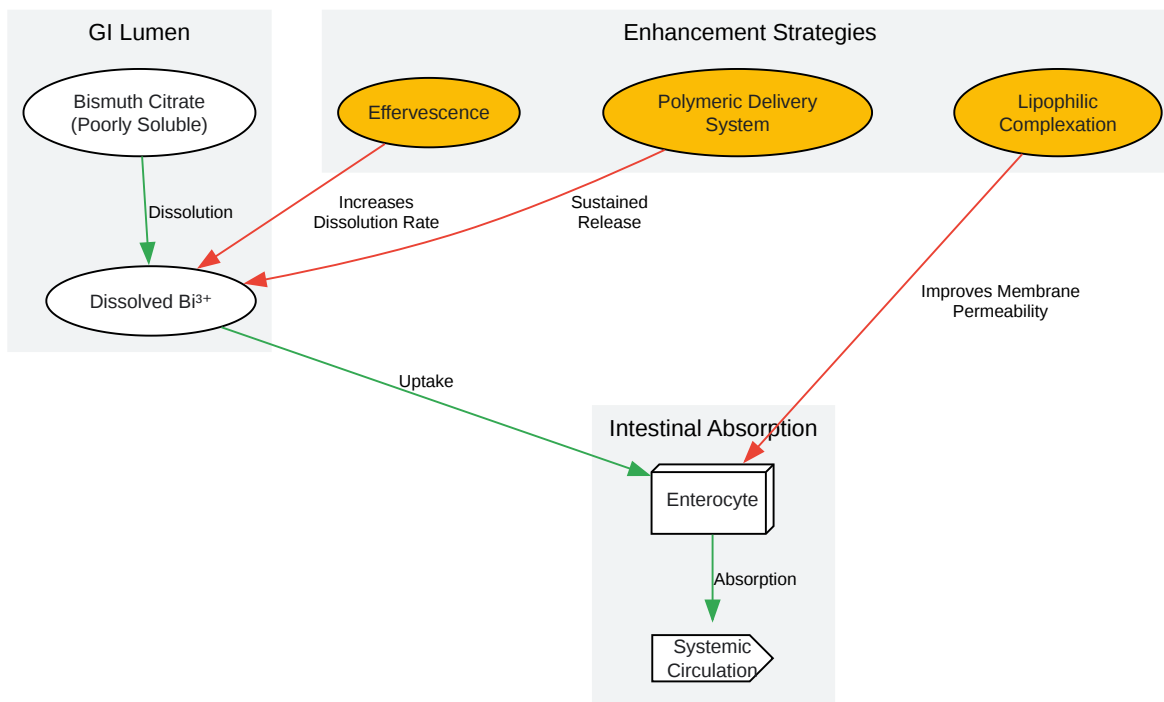 GI Lumen
Enhancement Strategies
Bismuth Citrate
(Poorly Soluble)
Effervescence
Polymeric Delivery
System
Lipophilic
Complexation
Dissolution
Increases
Dissolution Rate
Sustained
Release
Dissolved Bi³⁺
Improves Membrane
Permeability
Uptake
Intestinal Absorption
Enterocyte
Absorption
Systemic
Circulation